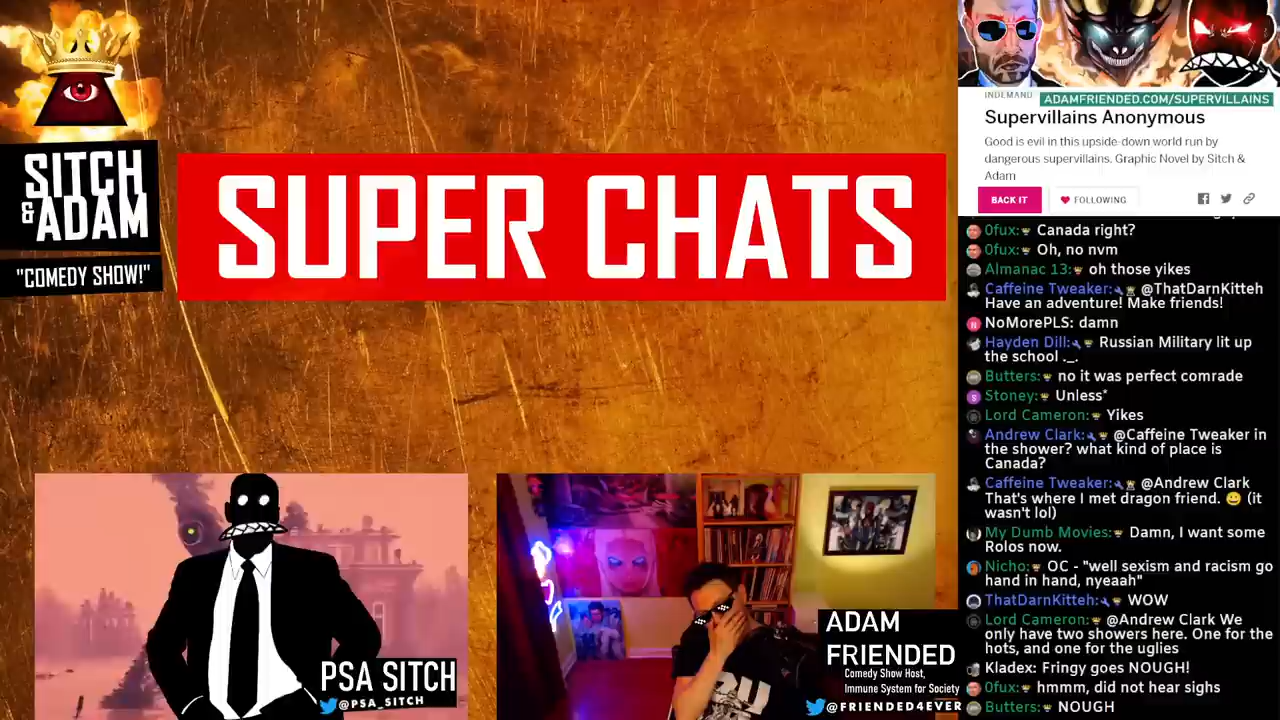 SITCH
& ADAM
"COMEDY SHOW!"
SUPER CHATS
PSA SITCH
@PSA_SITCH
ADAM
FRIENDED
Comedy Show Host,
Immune System for Society
@FRIENDED4EVER
INDEMAND
ADAMFRIENDED.COM/SUPERVILLAINS
Supervillains Anonymous
Good is evil in this upside-down world run by
dangerous supervillains. Graphic Novel by Sitch &
Adam
BACK IT
FOLLOWING
0fux: Canada right?
0fux: Oh, no nvm
Almanac 13: oh those yikes
Caffeine Tweaker: @ThatDarnKitteh
Have an adventure! Make friends!
NoMorePLS: damn
Hayden Dill: Russian Military lit up
the school ._.
Butters: no it was perfect comrade
Stoney: Unless*
Lord Cameron: Yikes
Andrew Clark: @Caffeine Tweaker in
the shower? what kind of place is
Canada?
Caffeine Tweaker: @Andrew Clark
That's where I met dragon friend. 😀 (it
wasn't lol)
My Dumb Movies: Damn, I want some
Rolos now.
Nicho: OC - "well sexism and racism go
hand in hand, nyeaah"
ThatDarnKitteh: WOW
Lord Cameron: @Andrew Clark We
only have two showers here. One for the
hots, and one for the uglies
Kladex: Fringy goes NOUGH!
0fux: hmmm, did not hear sighs
Butters: NOUGH